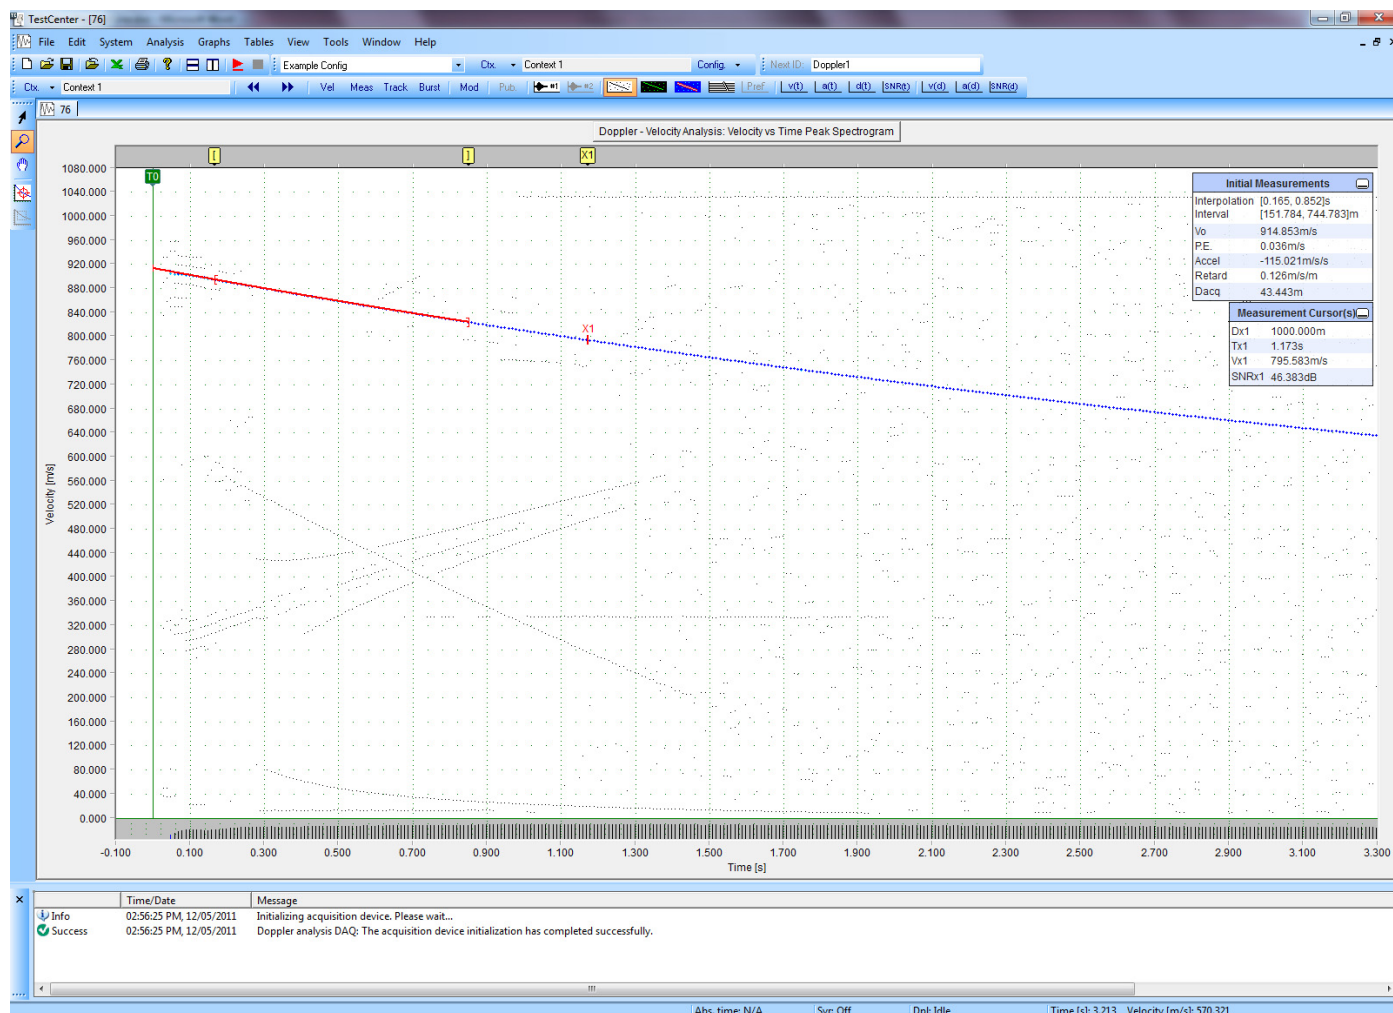 TestCenter - [76]
File Edit System Analysis Graphs Tables View Tools Window Help
Example Config Ctx. Context 1 Config. Next ID: Doppler1
Ctx. Context 1 Vel Meas Track Burst Mod Pub. #1 #2 Pref. v(t) a(t) d(t) SNR(t) v(d) a(d) SNR(d)
76
Doppler - Velocity Analysis: Velocity vs Time Peak Spectrogram
[ ] X1
T0
1080.000
1040.000
1000.000
960.000
920.000
880.000
840.000
800.000
760.000
720.000
680.000
640.000
600.000
560.000
520.000
480.000
440.000
400.000
360.000
320.000
280.000
240.000
200.000
160.000
120.000
80.000
40.000
0.000
Velocity [m/s]
X1
Initial Measurements
Interpolation [0.165, 0.852]s
Interval [151.784, 744.783]m
Vo 914.853m/s
P.E. 0.036m/s
Accel -115.021m/s/s
Retard 0.126m/s/m
Dacq 43.443m
Measurement Cursor(s)
Dx1 1000.000m
Tx1 1.173s
Vx1 795.583m/s
SNRx1 46.383dB
-0.100 0.100 0.300 0.500 0.700 0.900 1.100 1.300 1.500 1.700 1.900 2.100 2.300 2.500 2.700 2.900 3.100 3.300
Time [s]
Time/Date Message
Info 02:56:25 PM, 12/05/2011 Initializing acquisition device. Please wait...
Success 02:56:25 PM, 12/05/2011 Doppler analysis DAQ: The acquisition device initialization has completed successfully.
Abs. time: N/A Svr: Off Dpl: Idle Time [s]: 3.213 Velocity [m/s]: 570.321